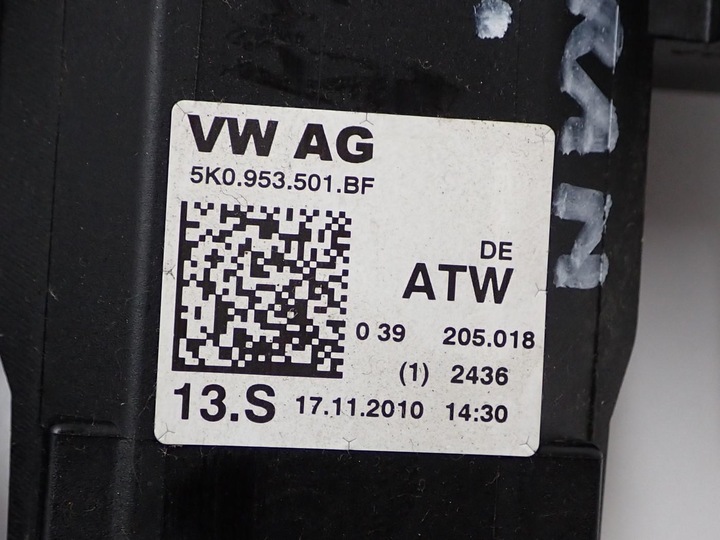 VW AG
5K0.953.501.BF
DE
ATW
0 39 205.018
(1) 2436
13.S 17.11.2010 14:30